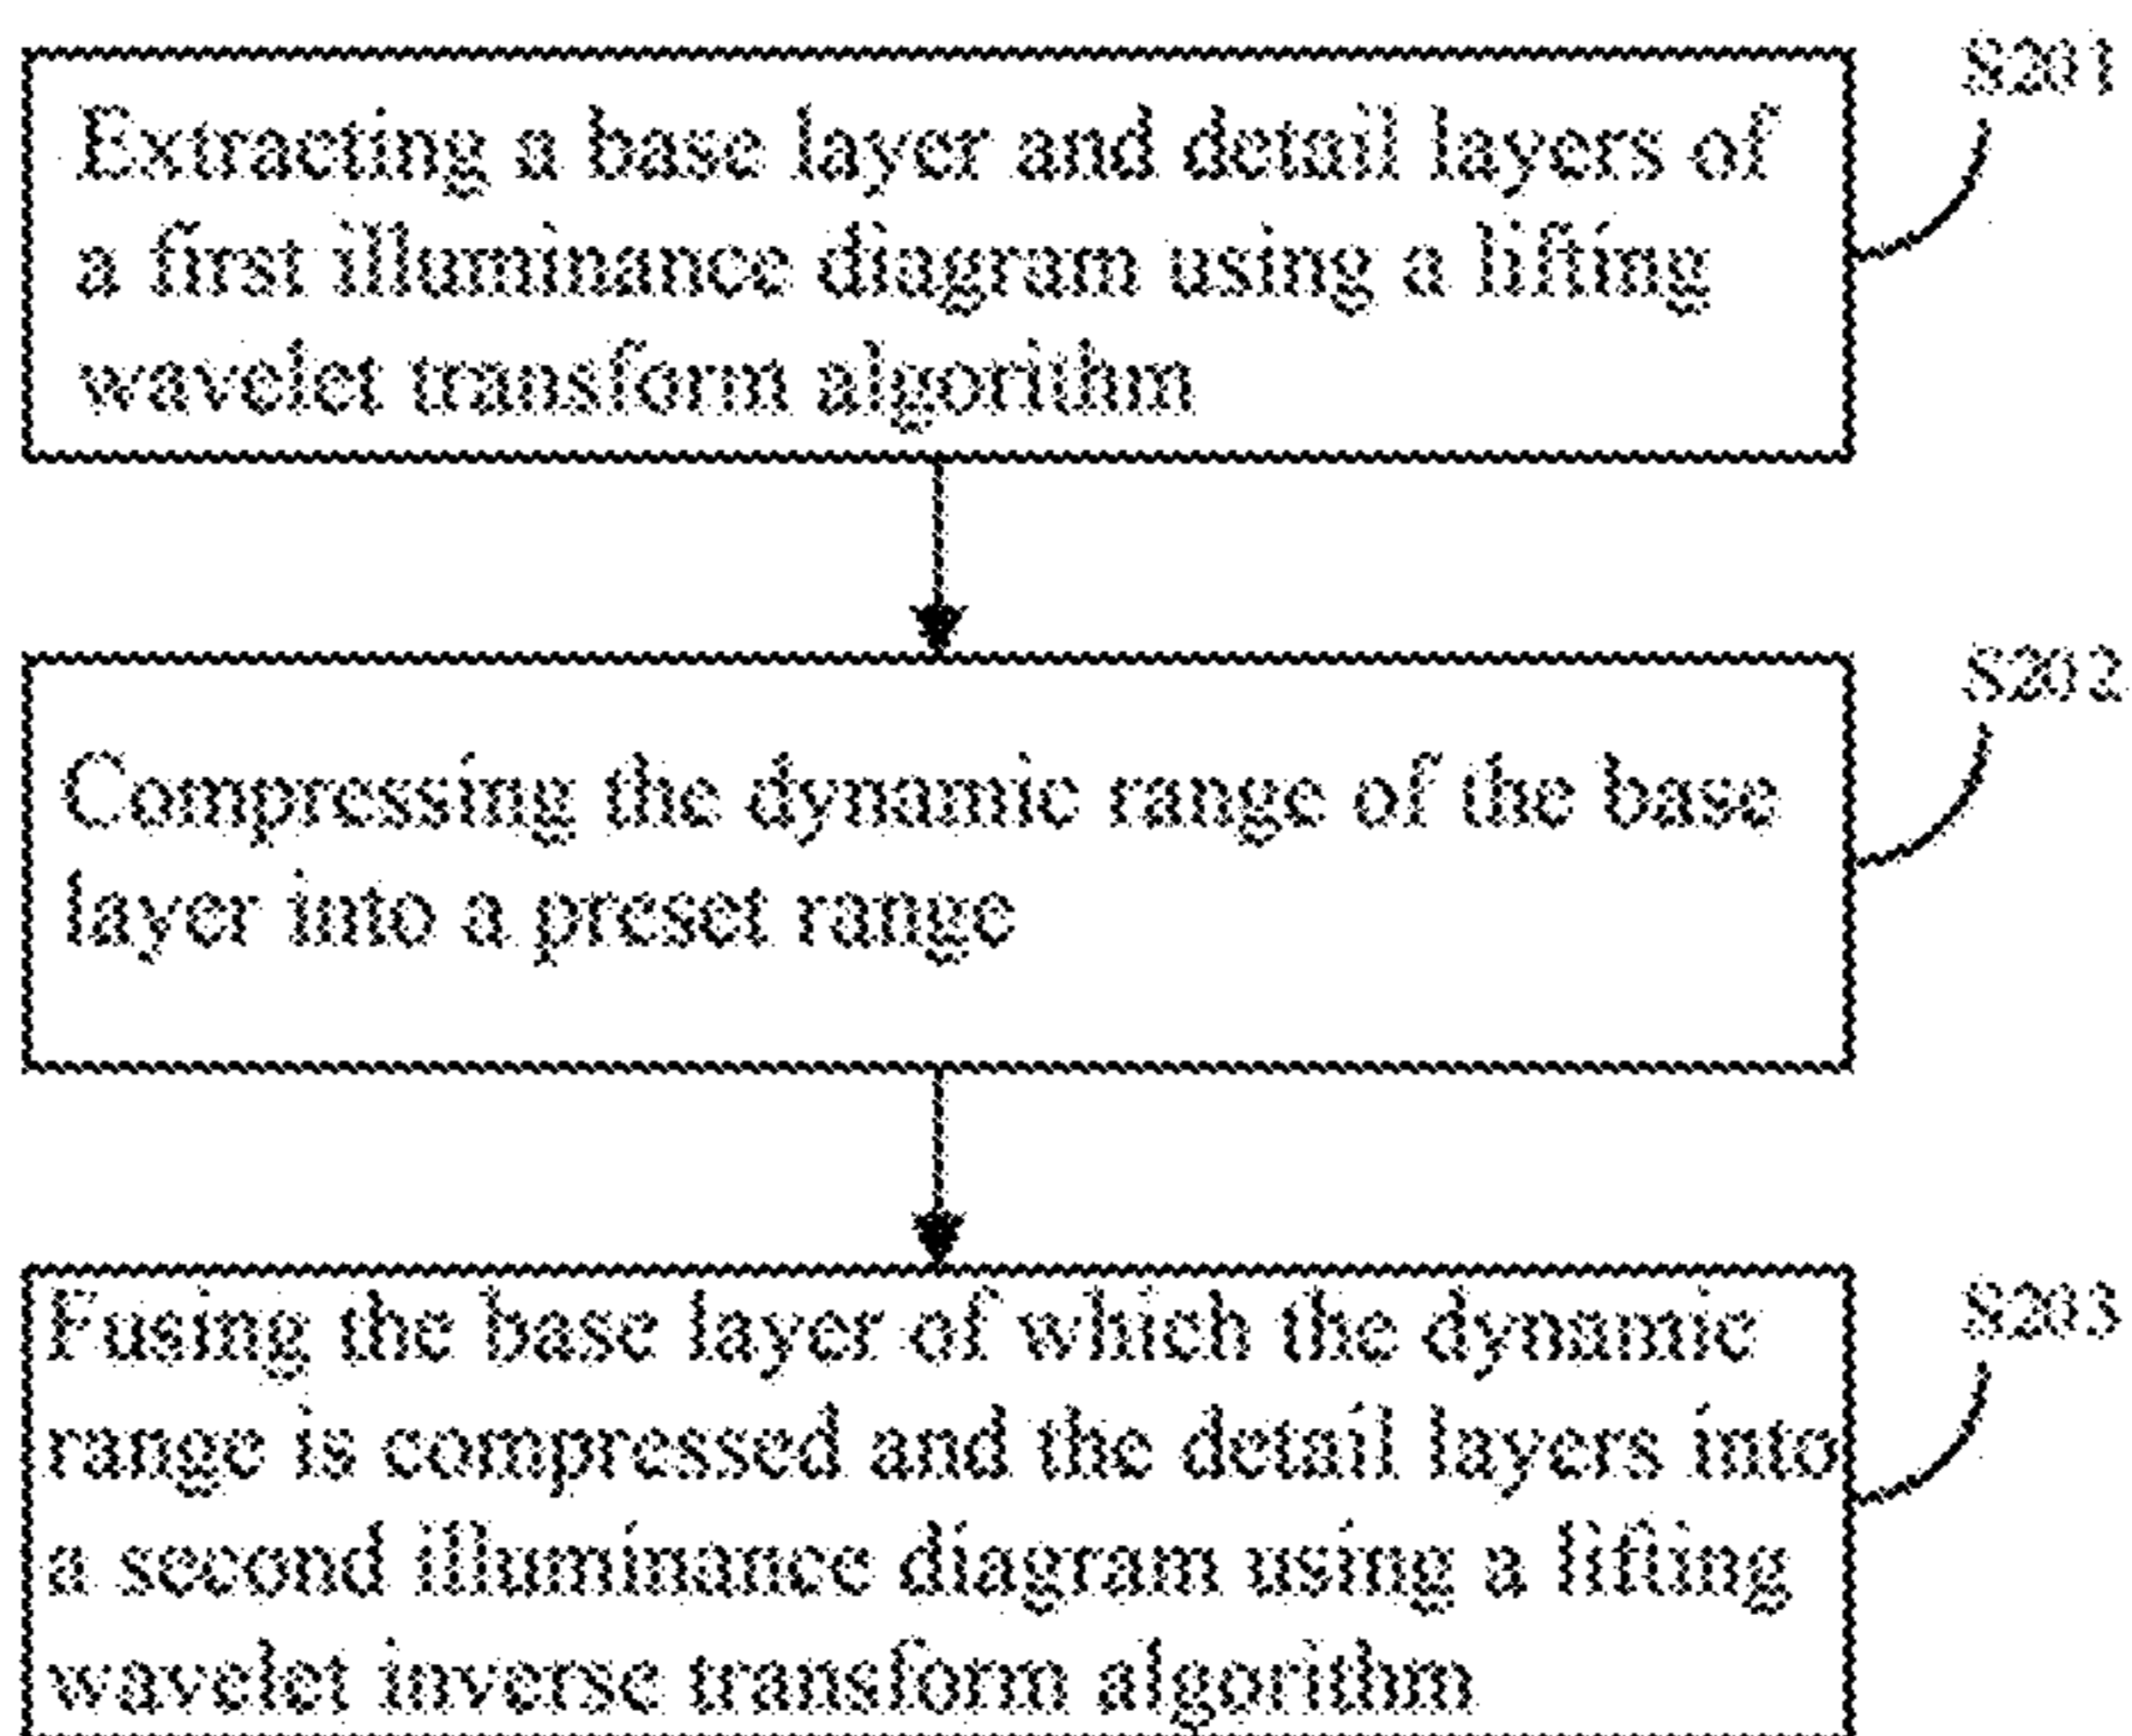 S201
Extracting a base layer and detail layers of
a first illuminance diagram using a lifting
wavelet transform algorithm
S202
Compressing the dynamic range of the base
layer into a preset range
S203
Fusing the base layer of which the dynamic
range is compressed and the detail layers into
a second illuminance diagram using a lifting
wavelet inverse transform algorithm